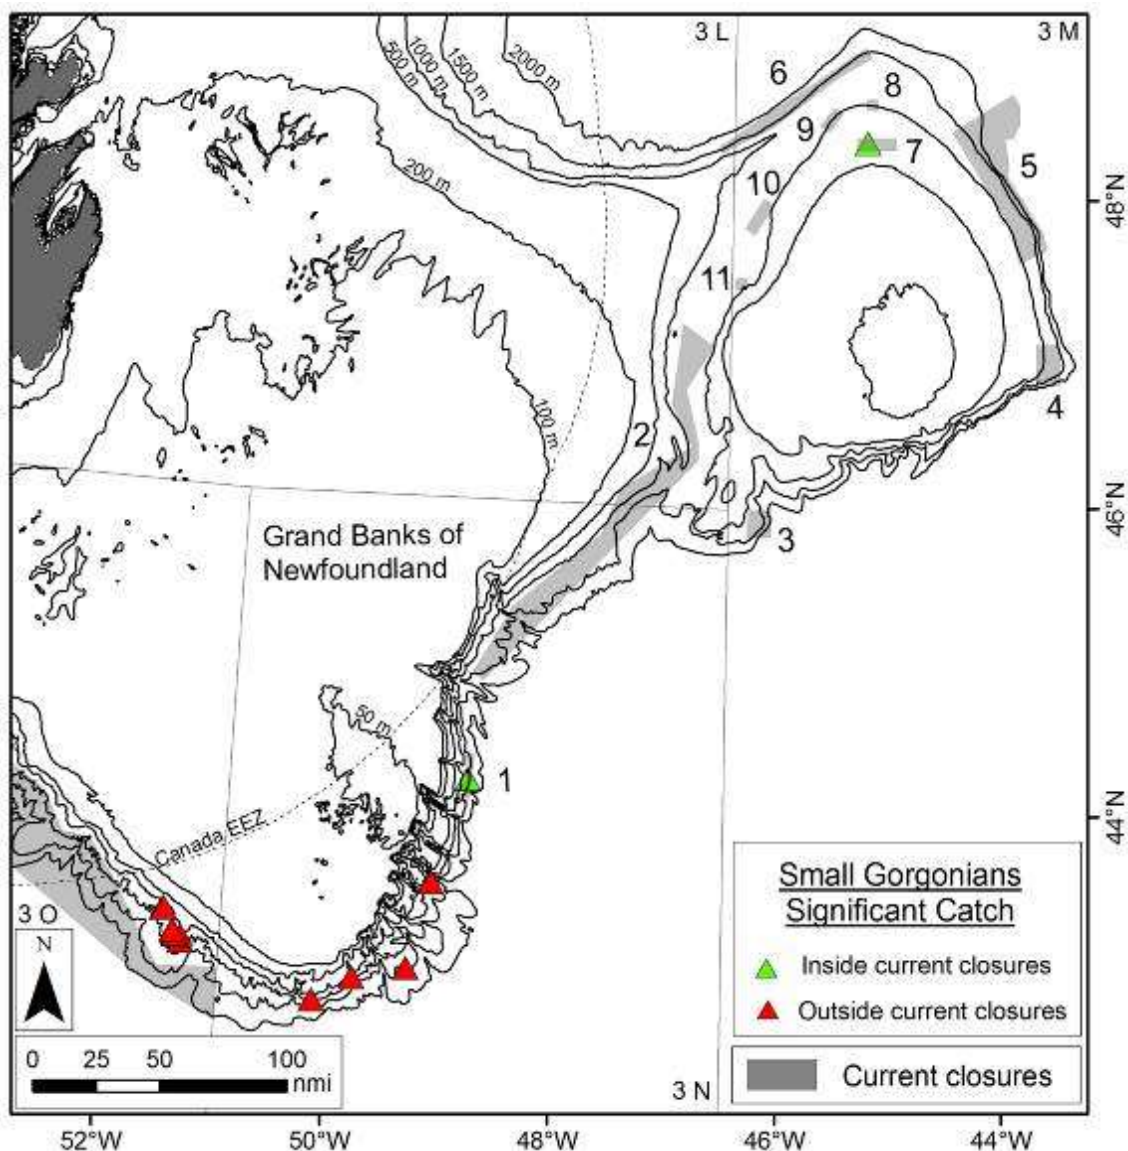 3 L
3 M
500 m
1000 m
1500 m
2000 m
6
8
9
7
5
200 m
10
48°N
11
4
100 m
2
46°N
3
Grand Banks of
Newfoundland
50 m
1
44°N
Canada EEZ
3 O
N
0 25 50 100
nmi
3 N
Small Gorgonians
Significant Catch
Inside current closures
Outside current closures
Current closures
52°W 50°W 48°W 46°W 44°W